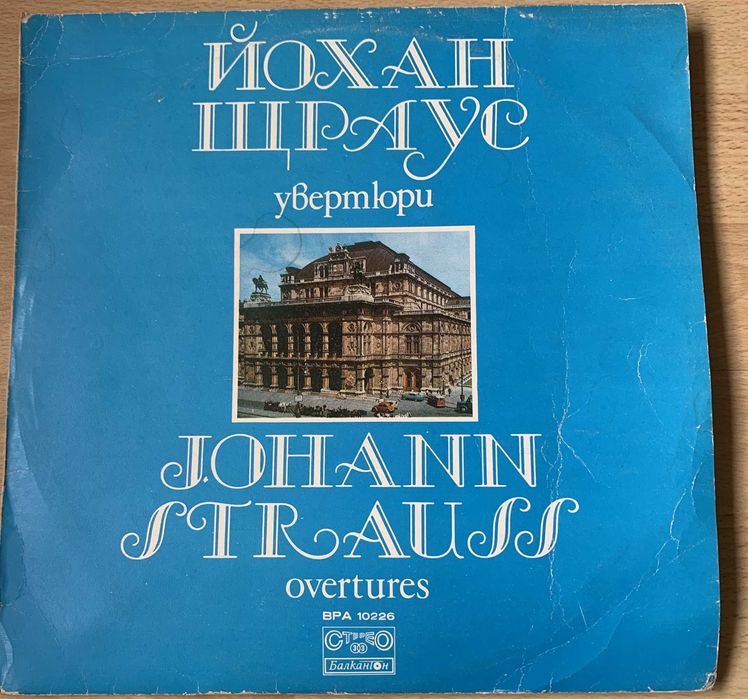 ЙОХАН
ЩРАУС
увертюри
JOHANN
STRAUSS
overtures
ВРА 10226
СТЕРЕО
33
Балкантон